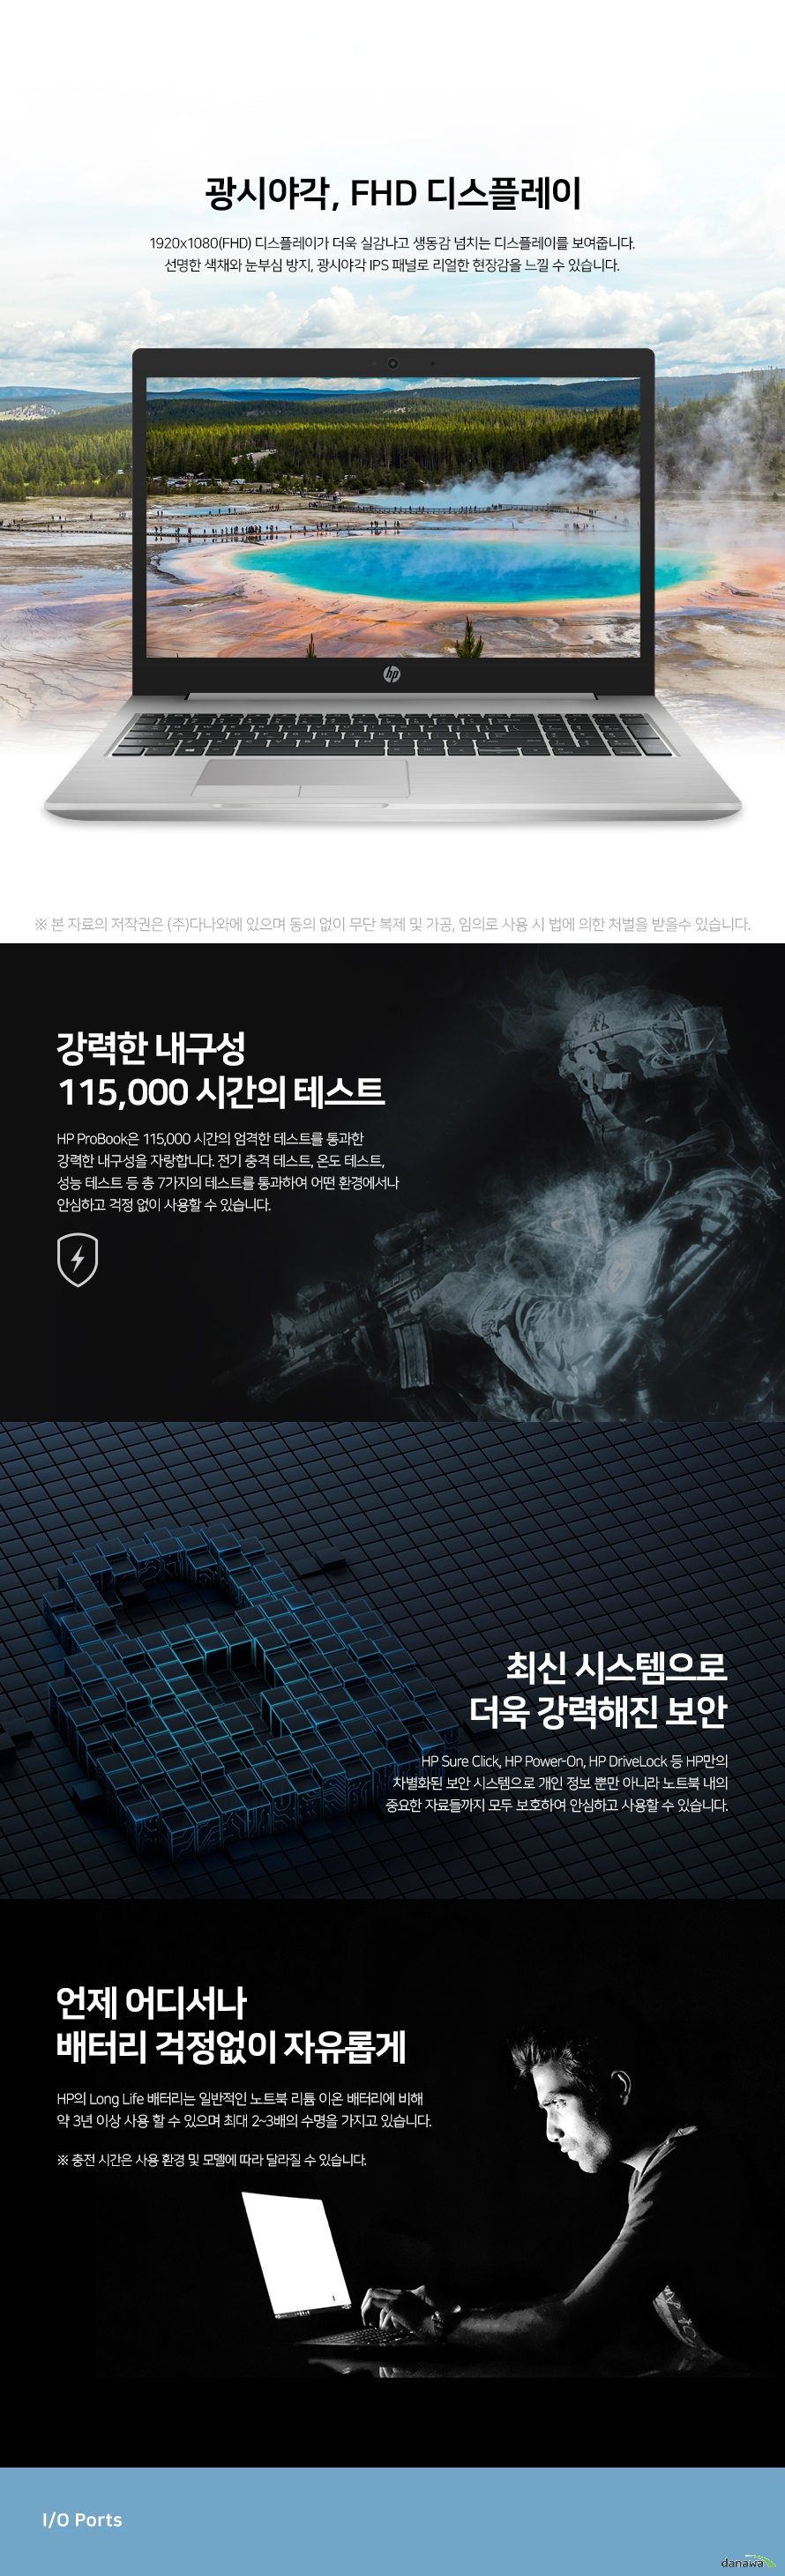 광시야각, FHD 디스플레이
1920x1080(FHD) 디스플레이가 더욱 실감나고 생동감 넘치는 디스플레이를 보여줍니다.
선명한 색채와 눈부심 방지, 광시야각 IPS 패널로 리얼한 현장감을 느낄 수 있습니다.
hp
※ 본 자료의 저작권은 (주)다나와에 있으며 동의 없이 무단 복제 및 가공, 임의로 사용 시 법에 의한 처벌을 받을수 있습니다.
강력한 내구성
115,000 시간의 테스트
HP ProBook은 115,000 시간의 엄격한 테스트를 통과한
강력한 내구성을 자랑합니다. 전기 충격 테스트, 온도 테스트,
성능 테스트 등 총 7가지의 테스트를 통과하여 어떤 환경에서나
안심하고 걱정 없이 사용할 수 있습니다.
최신 시스템으로
더욱 강력해진 보안
HP Sure Click, HP Power-On, HP DriveLock 등 HP만의
차별화된 보안 시스템으로 개인 정보 뿐만 아니라 노트북 내의
중요한 자료들까지 모두 보호하여 안심하고 사용할 수 있습니다.
언제 어디서나
배터리 걱정없이 자유롭게
HP의 Long Life 배터리는 일반적인 노트북 리튬 이온 배터리에 비해
약 3년 이상 사용 할 수 있으며 최대 2~3배의 수명을 가지고 있습니다.
※ 충전 시간은 사용 환경 및 모델에 따라 달라질 수 있습니다.
I/O Ports
danawa